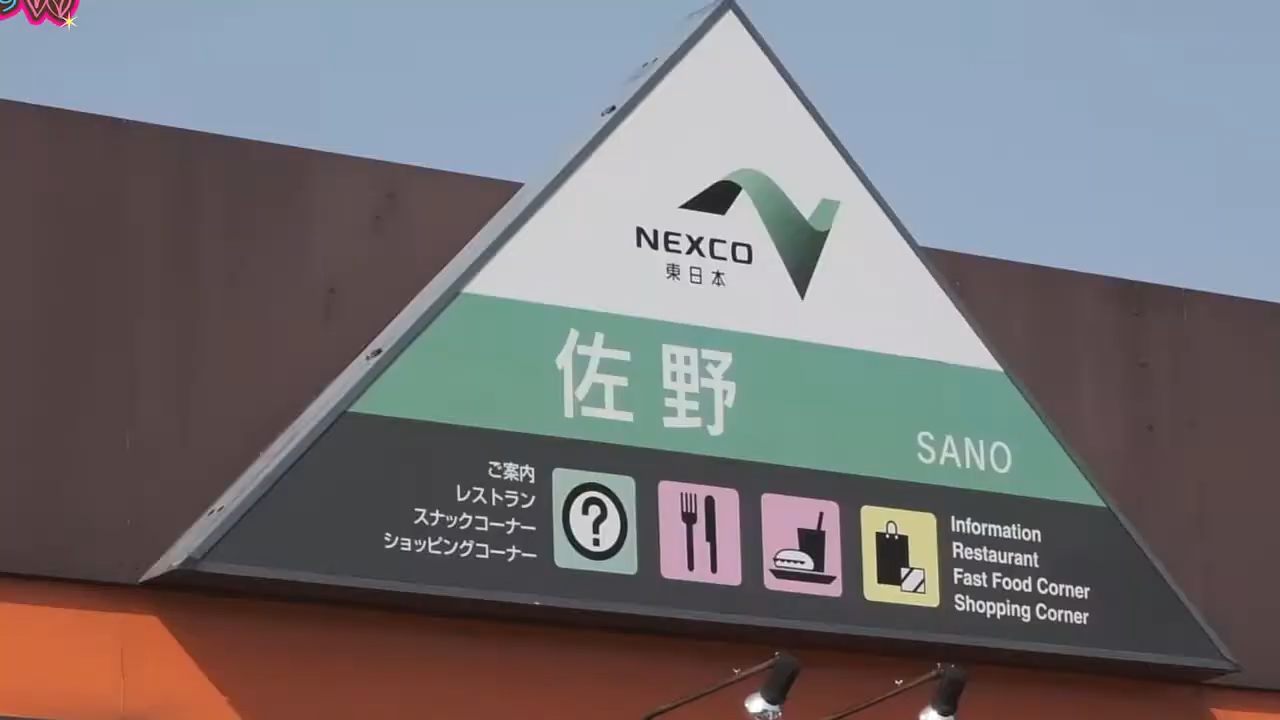 NEXCO
東日本
佐野
SANO
ご案内
レストラン
スナックコーナー
ショッピングコーナー
?
Information
Restaurant
Fast Food Corner
Shopping Corner